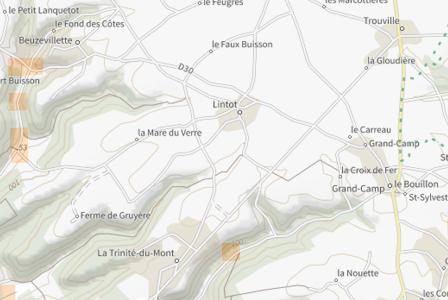 le Petit Lanquetot
le Feugres
les Marcottières
le Fond des Côtes
Trouville
Beuzevillette
le Faux Buisson
la Gloudière
D30
rt Buisson
Lintot
la Mare du Verre
le Carreau
Grand-Camp
53
la Croix de Fer
le Bouillon
Grand-Camp
St-Sylvest
Ferme de Gruyère
La Trinité-du-Mont
la Nouette